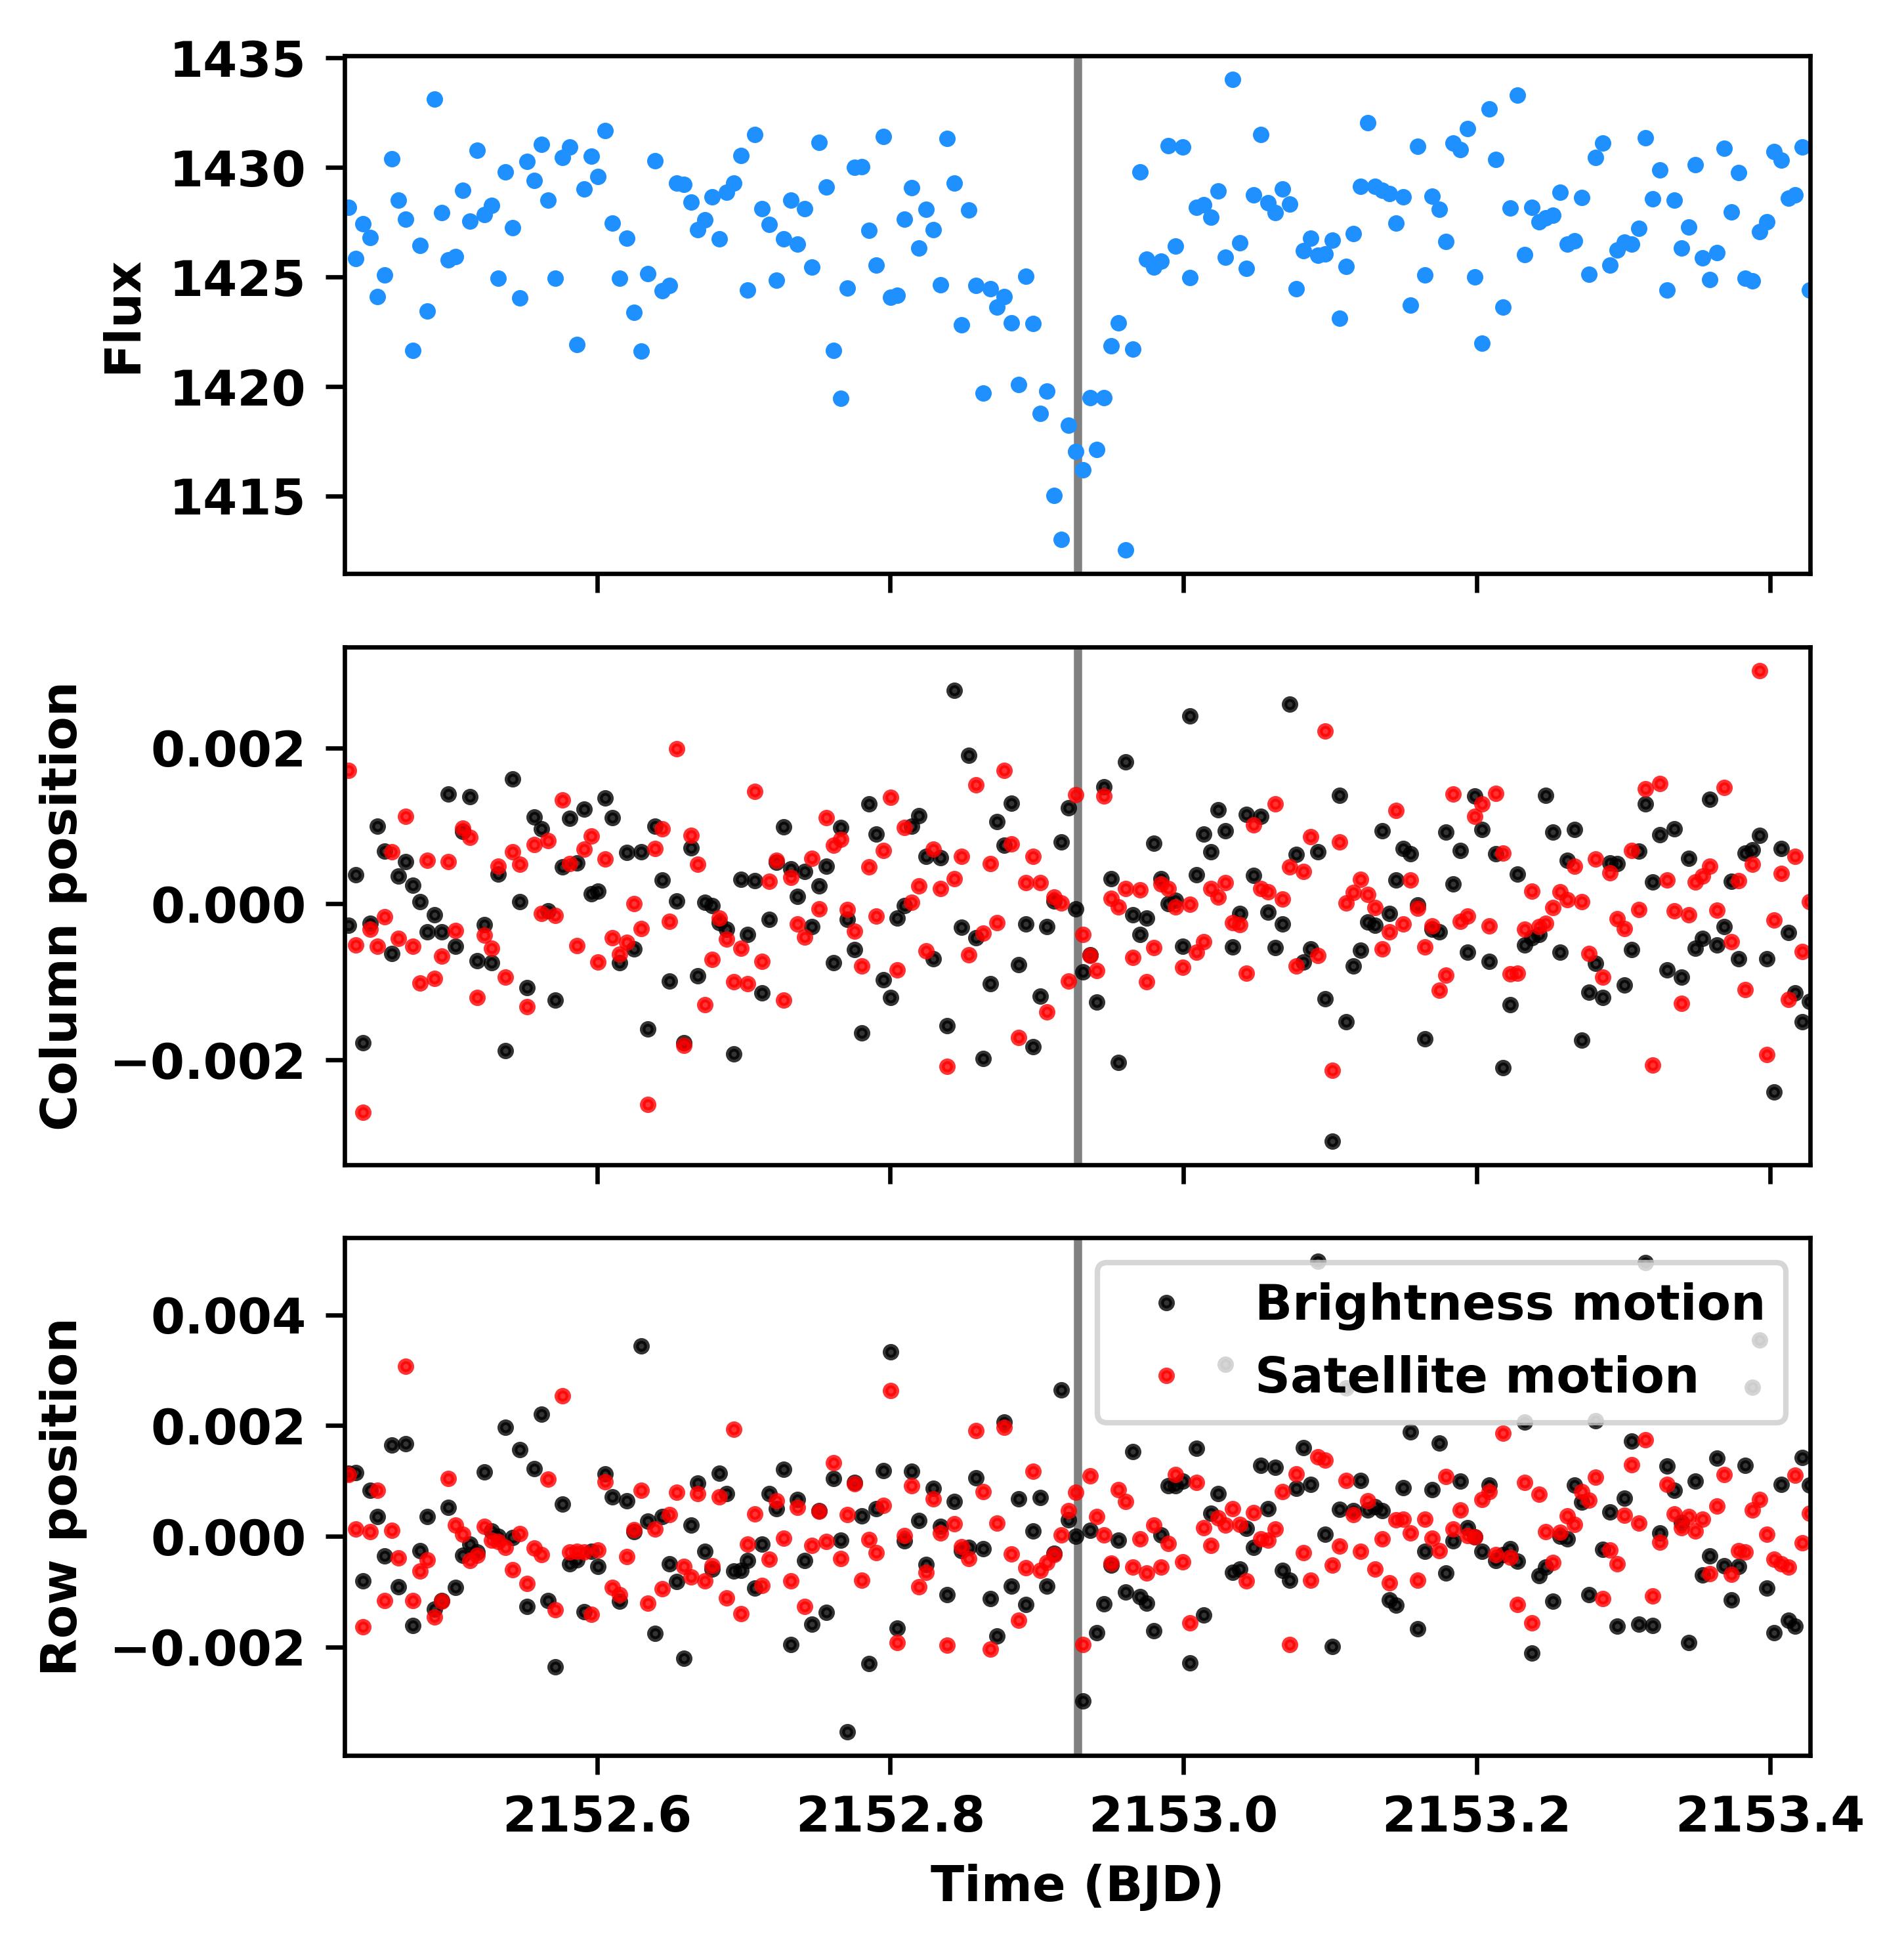 1435
1430
1425
1420
1415
Flux
0.002
0.000
−0.002
Column position
0.004
0.002
0.000
−0.002
Row position
Brightness motion
Satellite motion
2152.6 2152.8 2153.0 2153.2 2153.4
Time (BJD)